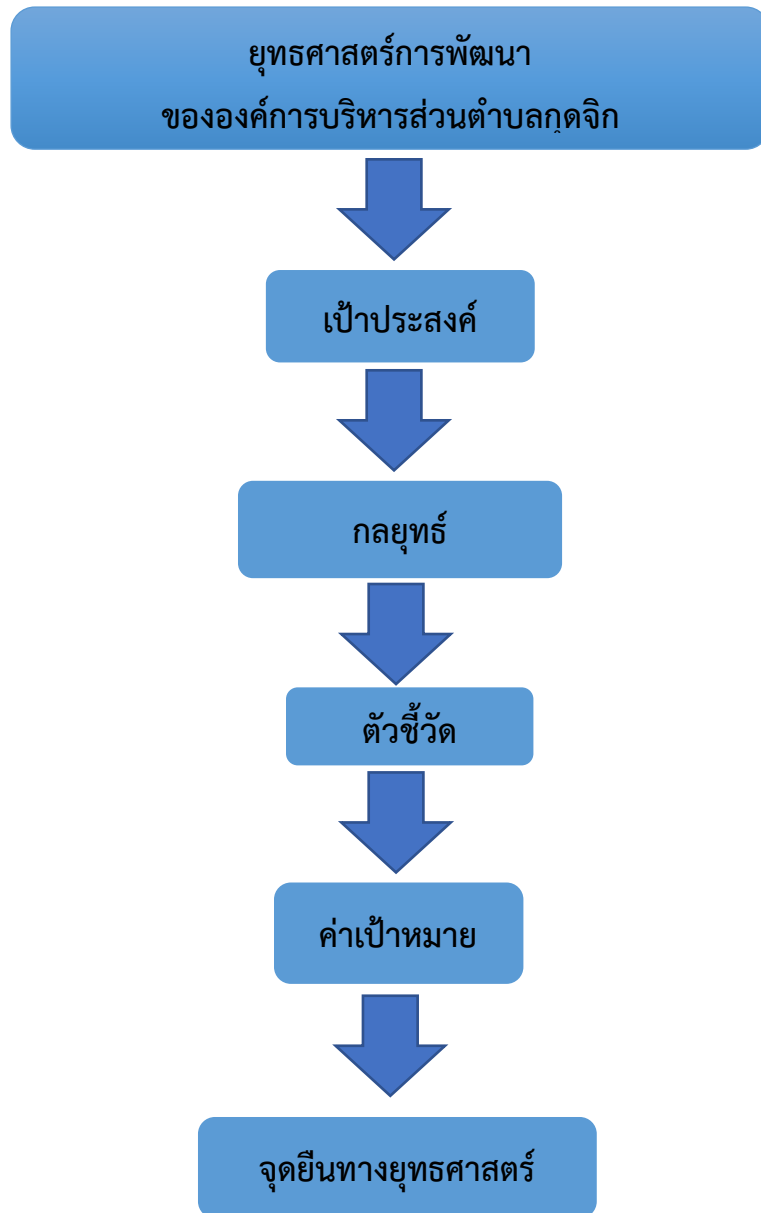 ยุทธศาสตร์การพัฒนา
ขององค์การบริหารส่วนตำบลกุดจิก
เป้าประสงค์
กลยุทธ์
ตัวชี้วัด
ค่าเป้าหมาย
จุดยืนทางยุทธศาสตร์